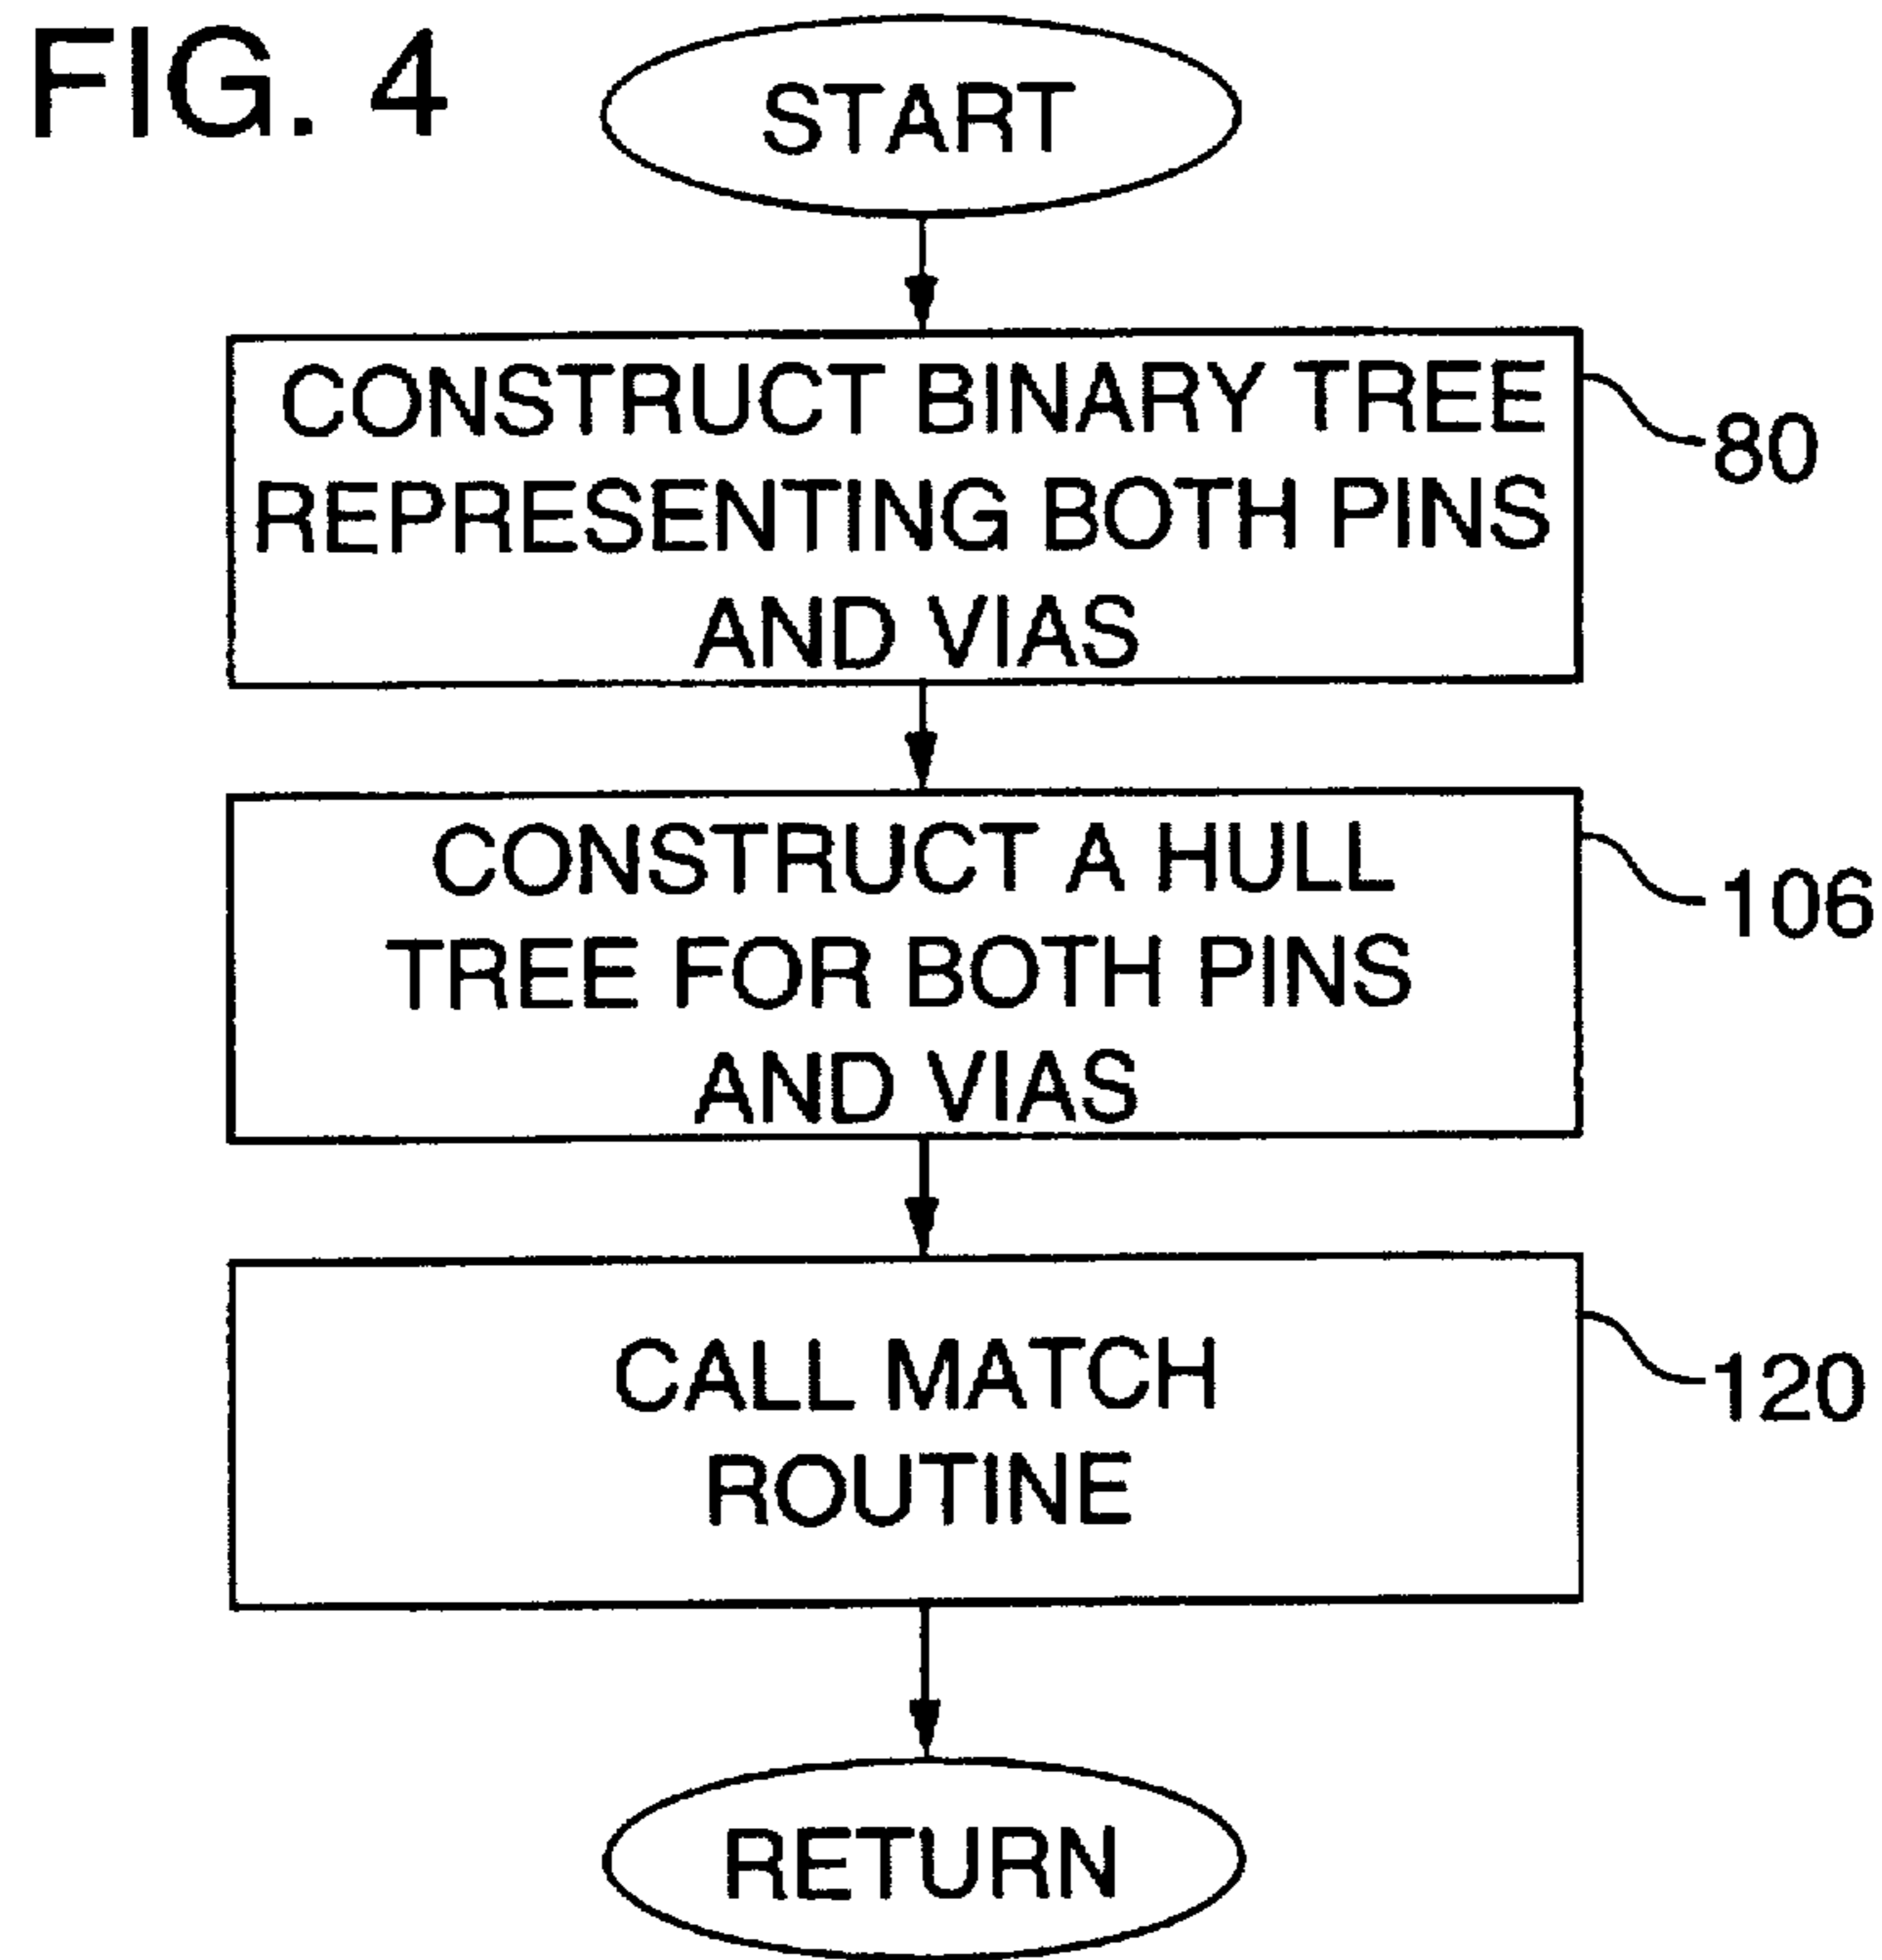 FIG. 4
START
CONSTRUCT BINARY TREE
REPRESENTING BOTH PINS
AND VIAS
80
CONSTRUCT A HULL
TREE FOR BOTH PINS
AND VIAS
106
CALL MATCH
ROUTINE
120
RETURN